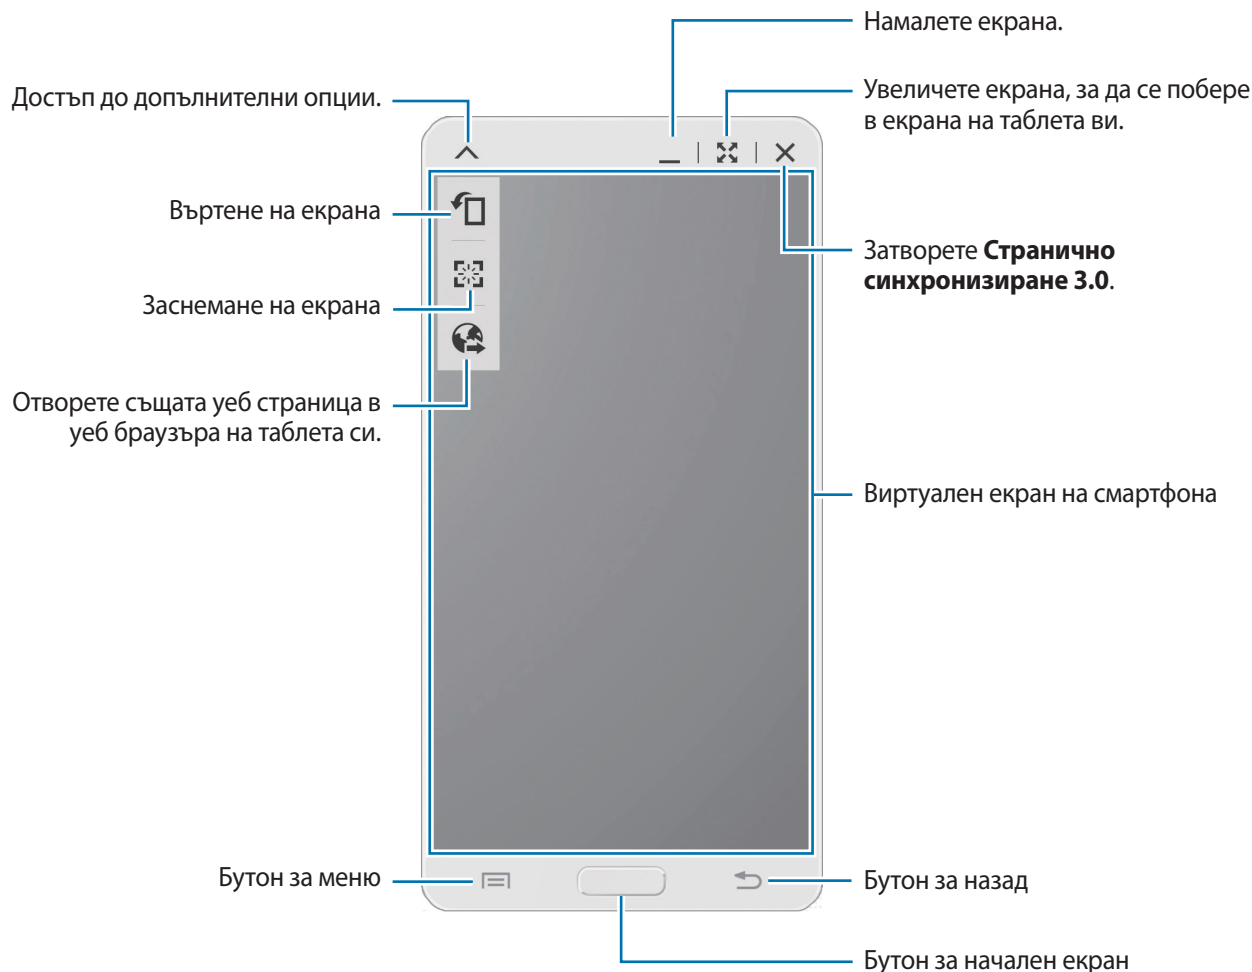 Намалете екрана.
Достъп до допълнителни опции.
Увеличете екрана, за да се побере
в екрана на таблета ви.
Въртене на екрана
Затворете Странично
синхронизиране 3.0.
Заснемане на екрана
Отворете същата уеб страница в
уеб браузъра на таблета си.
Виртуален екран на смартфона
Бутон за меню
Бутон за назад
Бутон за начален екран